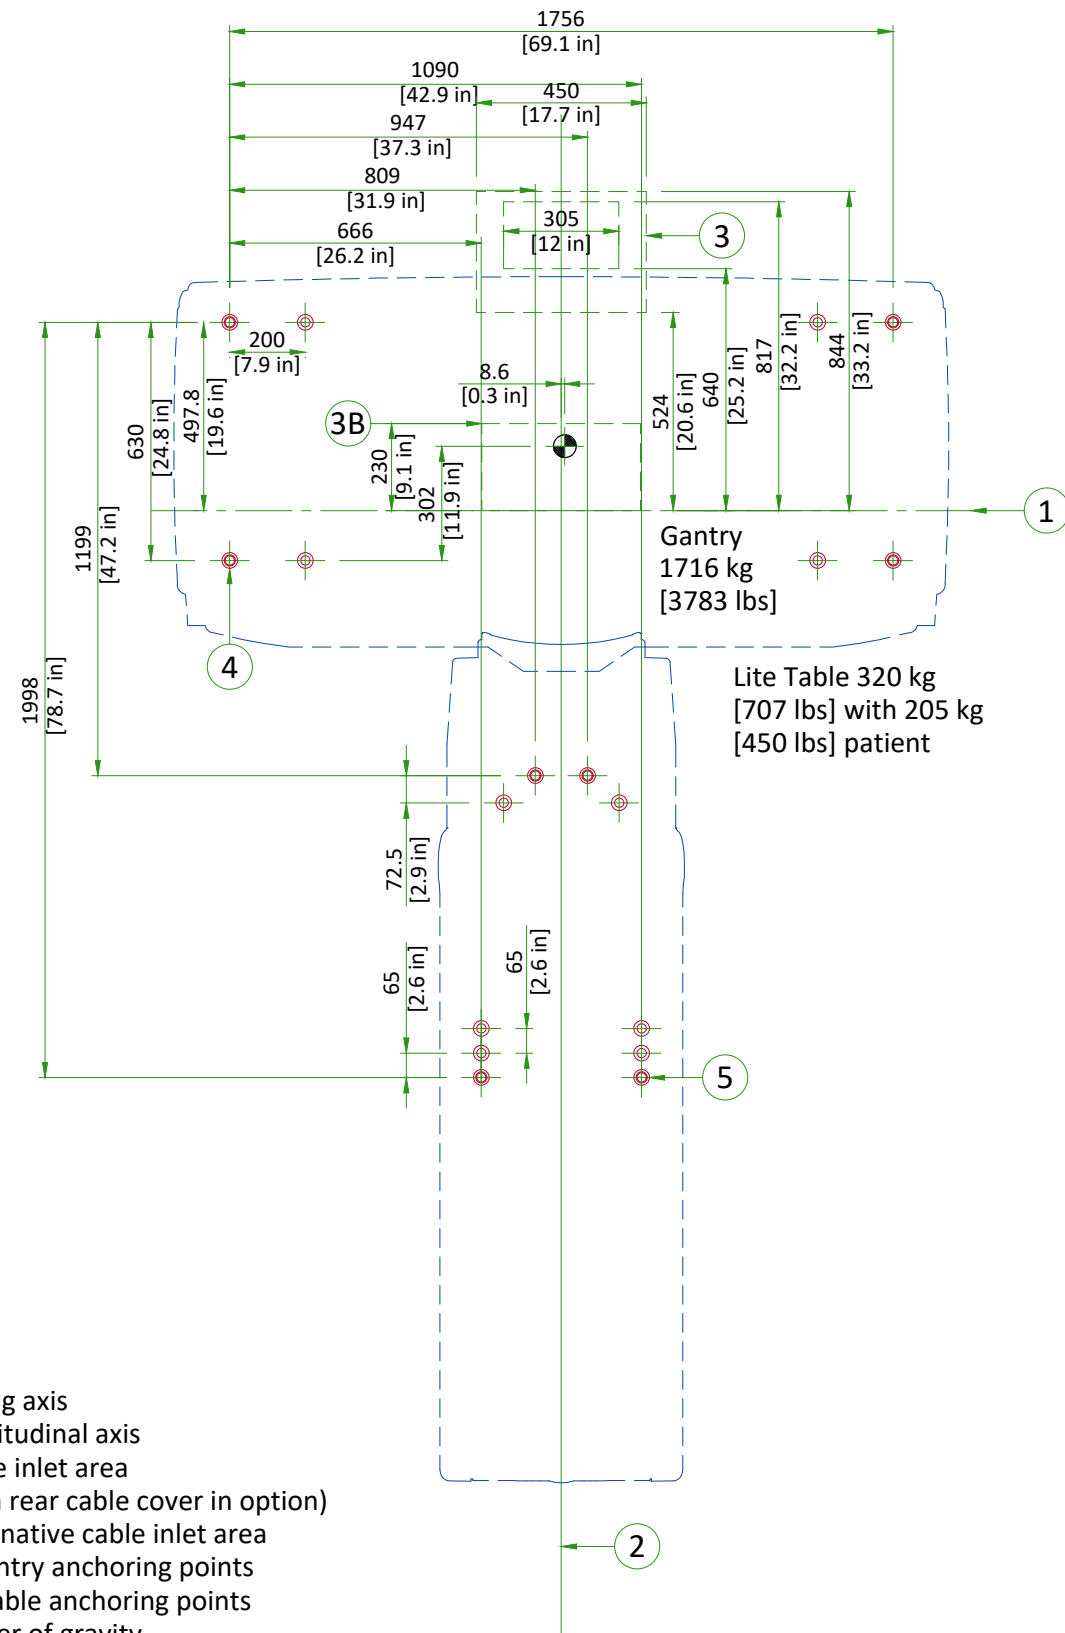 1756
[69.1 in]
1090
[42.9 in]
450
[17.7 in]
947
[37.3 in]
809
[31.9 in]
305
[12 in]
3
666
[26.2 in]
200
[7.9 in]
8.6
[0.3 in]
3B
497.8
[19.6 in]
630
[24.8 in]
230
[9.1 in]
302
[11.9 in]
524
[20.6 in]
640
[25.2 in]
817
[32.2 in]
844
[33.2 in]
1
1199
[47.2 in]
Gantry
1716 kg
[3783 lbs]
4
1998
[78.7 in]
Lite Table 320 kg
[707 lbs] with 205 kg
[450 lbs] patient
72.5
[2.9 in]
65
[2.6 in]
65
[2.6 in]
5
g axis
itudinal axis
e inlet area
rear cable cover in option)
native cable inlet area
ntry anchoring points
able anchoring points
er of gravity
2